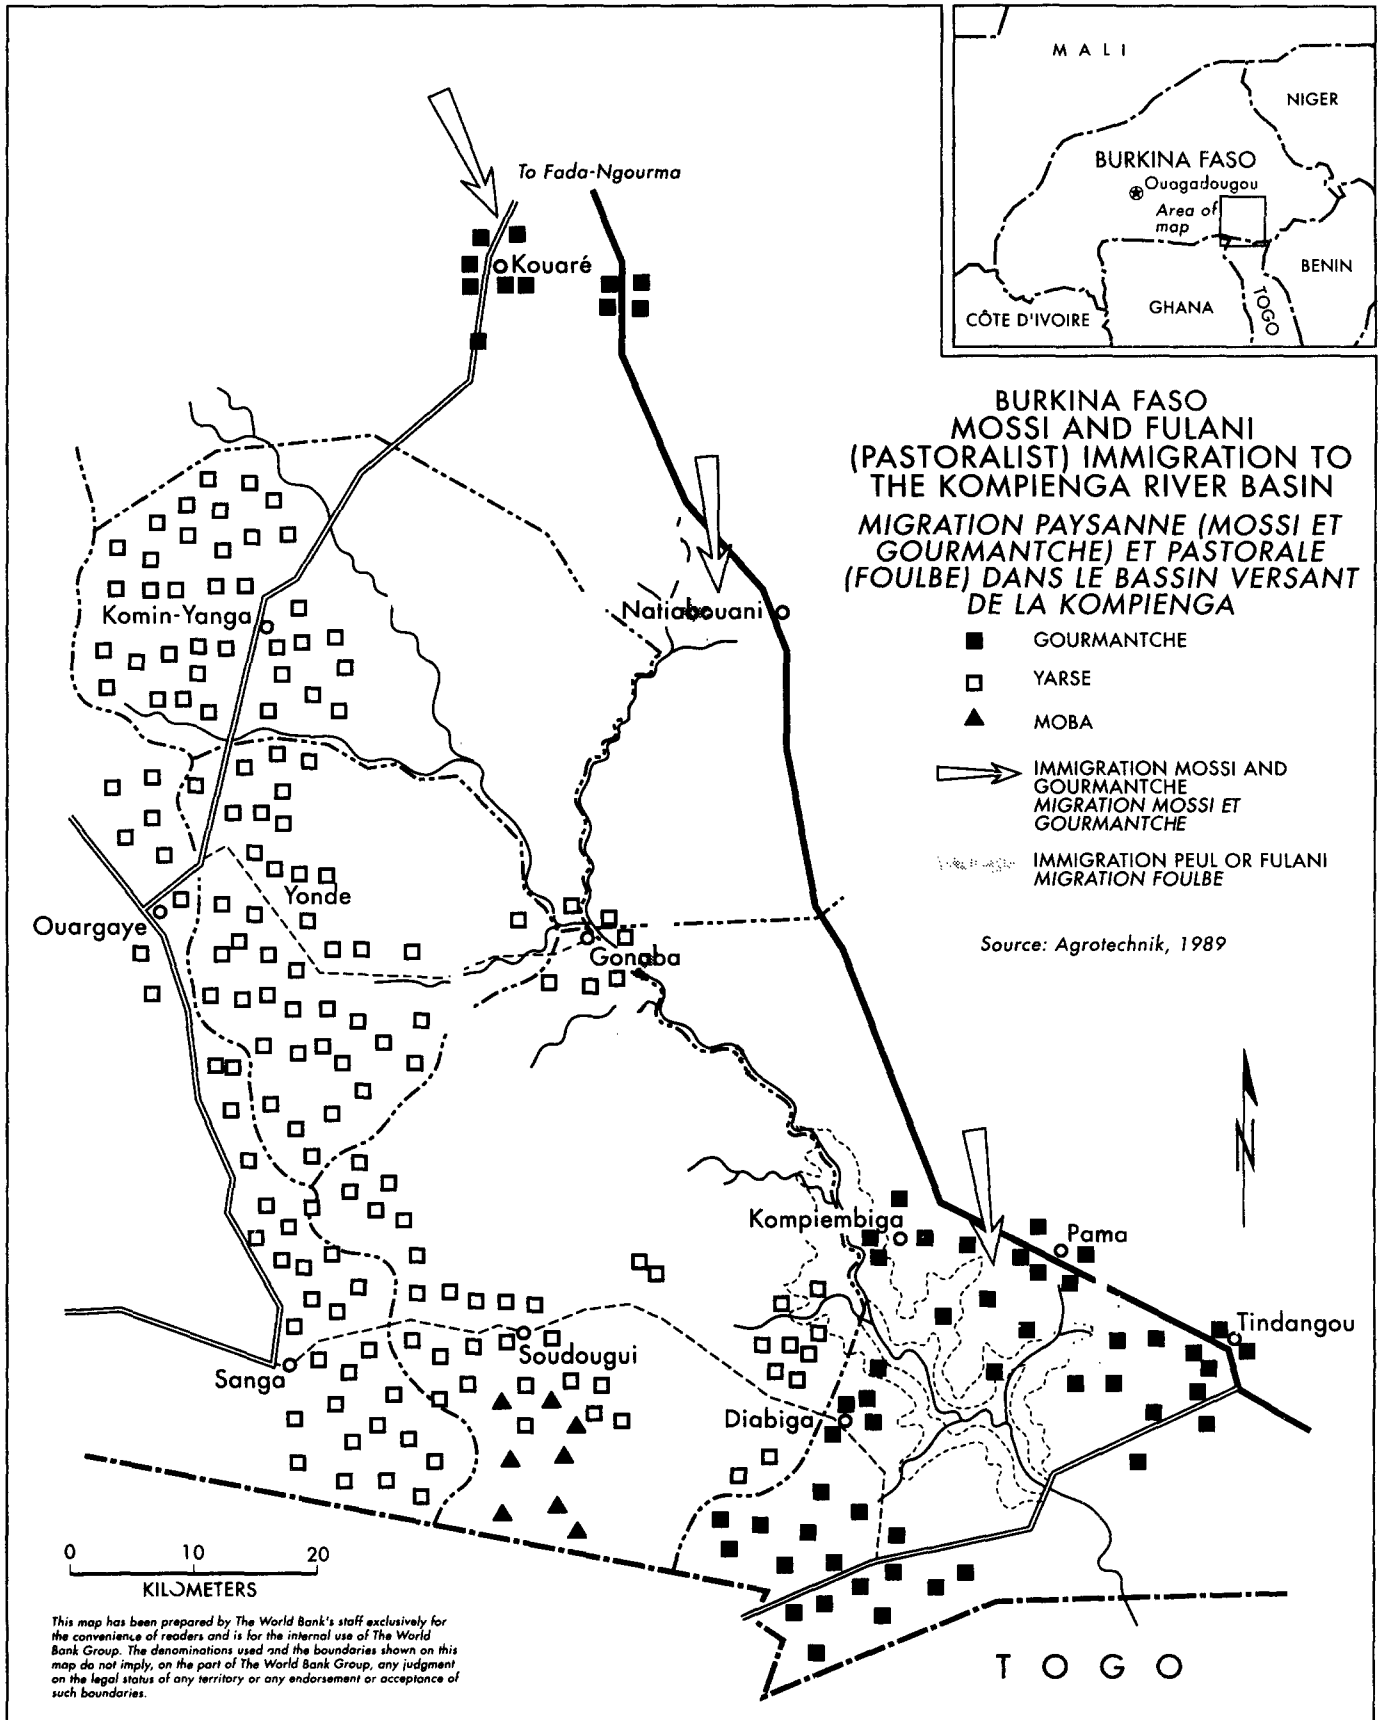 MALI
NIGER
BURKINA FASO
Ouagadougou
Area of
map
BENIN
GHANA
TOGO
CÔTE D'IVOIRE
To Fada-Ngourma
Kouaré
BURKINA FASO
MOSSI AND FULANI
(PASTORALIST) IMMIGRATION TO
THE KOMPIENGA RIVER BASIN
MIGRATION PAYSANNE (MOSSI ET
GOURMANTCHE) ET PASTORALE
(FOULBE) DANS LE BASSIN VERSANT
DE LA KOMPIENGA
GOURMANTCHE
YARSE
MOBA
IMMIGRATION MOSSI AND
GOURMANTCHE
MIGRATION MOSSI ET
GOURMANTCHE
IMMIGRATION PEUL OR FULANI
MIGRATION FOULBE
Source: Agrotechnik, 1989
Natiabouani
Komin-Yanga
Yonde
Ouargaye
Gongba
N
Kompiembiga
Pama
Tindangou
Soudougui
Sanga
Diabiga
0 10 20
KILOMETERS
This map has been prepared by The World Bank's staff exclusively for
the convenience of readers and is for the internal use of The World
Bank Group. The denominations used and the boundaries shown on this
map do not imply, on the part of The World Bank Group, any judgment
on the legal status of any territory or any endorsement or acceptance of
such boundaries.
TOGO